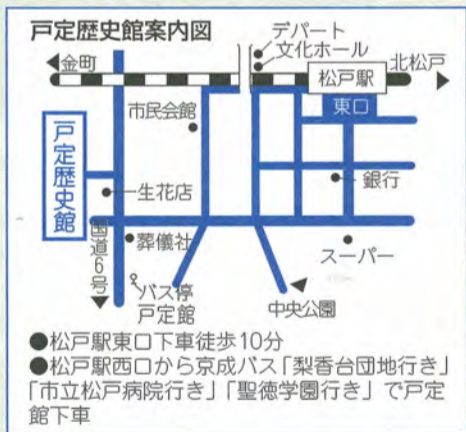 戸定歴史館案内図
デパート
文化ホール
金町
北松戸
松戸駅
東口
市民会館
戸定歴史館
生花店
銀行
国道6号
葬儀社
スーパー
バス停
戸定館
中央公園
●松戸駅東口下車徒歩10分
●松戸駅西口から京成バス「梨香台団地行き」
「市立松戸病院行き」「聖徳学園行き」で戸定
館下車